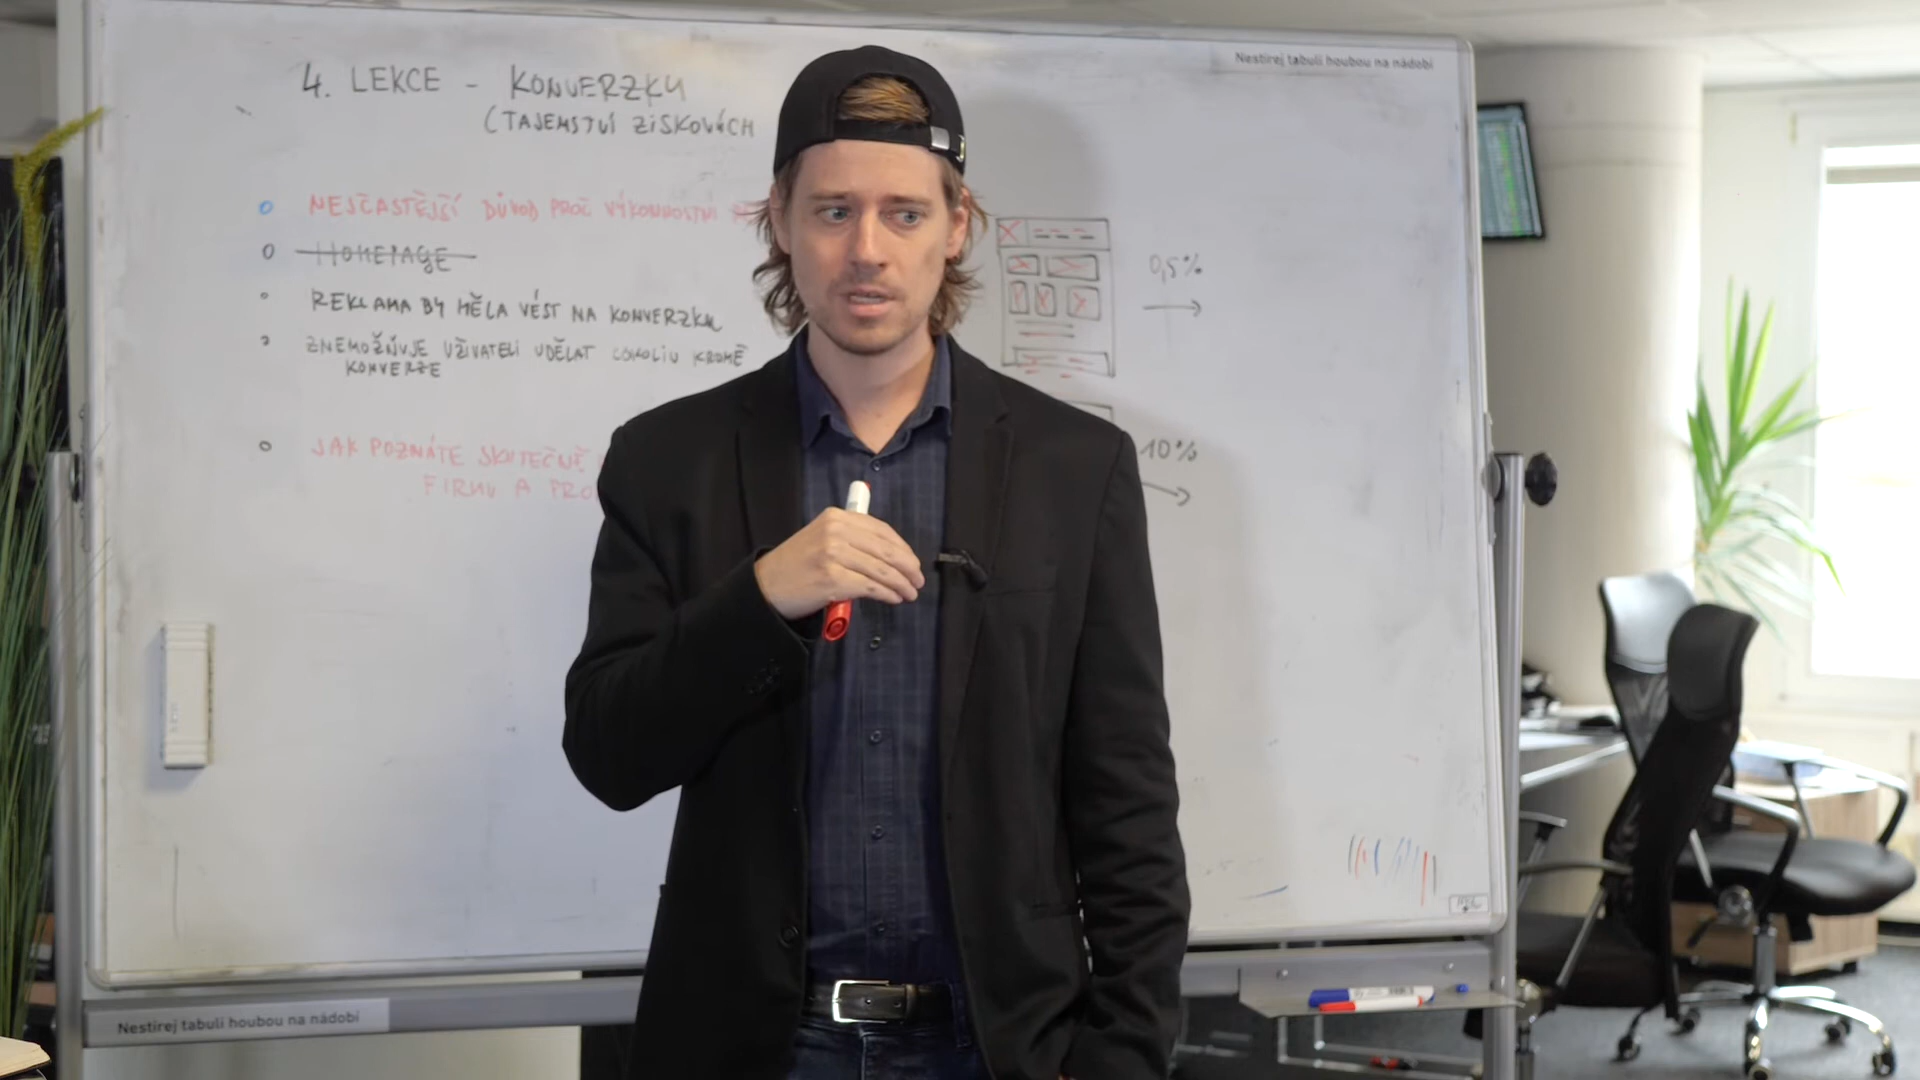 Nestírej tabuli houbou na nádobí
4. LEKCE - KONVERZKY
(TAJEMSTVÍ ZISKOVÝCH
NEJČASTĚJŠÍ DŮVOD PROČ VÝKONNOSTNÍ
HOMEPAGE
REKLAMA BY MĚLA VÉST NA KONVERZKU
ZNEMOŽŇUJE UŽIVATELI UDĚLAT COKOLIV KROMĚ
KONVERZE
JAK POZNÁTE SKUTEČNĚ
FIRMU A PRO
0,5%
10%
Nestírej tabuli houbou na nádobí